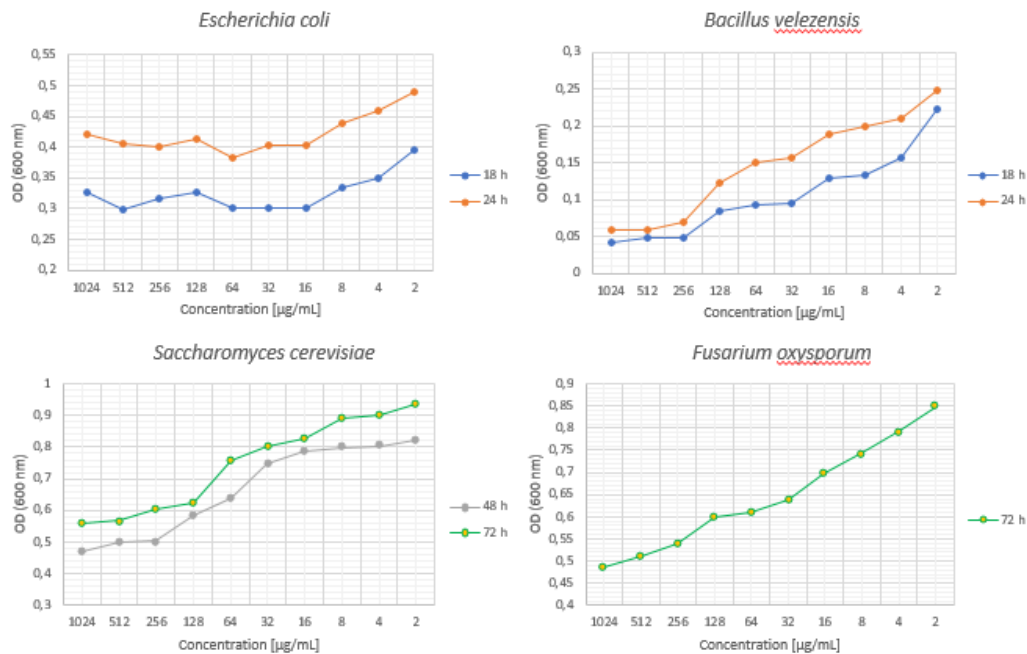 Escherichia coli
0,55
0,5
0,45
0,4
0,35
0,3
0,25
0,2
OD (600 nm)
1024 512 256 128 64 32 16 8 4 2
Concentration [µg/mL]
18 h
24 h
Bacillus velezensis
0,3
0,25
0,2
0,15
0,1
0,05
0
OD (600 nm)
1024 512 256 128 64 32 16 8 4 2
Concentration [µg/mL]
18 h
24 h
Saccharomyces cerevisiae
1
0,9
0,8
0,7
0,6
0,5
0,4
0,3
OD (600 nm)
1024 512 256 128 64 32 16 8 4 2
Concentration [µg/mL]
48 h
72 h
Fusarium oxysporum
0,9
0,85
0,8
0,75
0,7
0,65
0,6
0,55
0,5
0,45
0,4
OD (600 nm)
1024 512 256 128 64 32 16 8 4 2
Concentration [µg/mL]
72 h